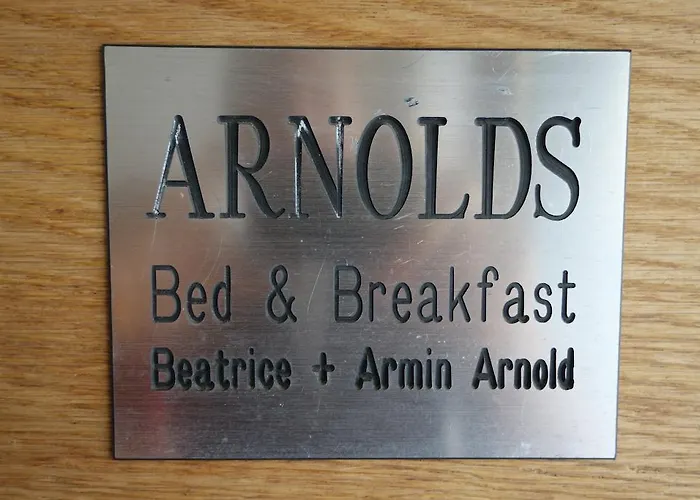 ARNOLDS
Bed & Breakfast
Beatrice + Armin Arnold